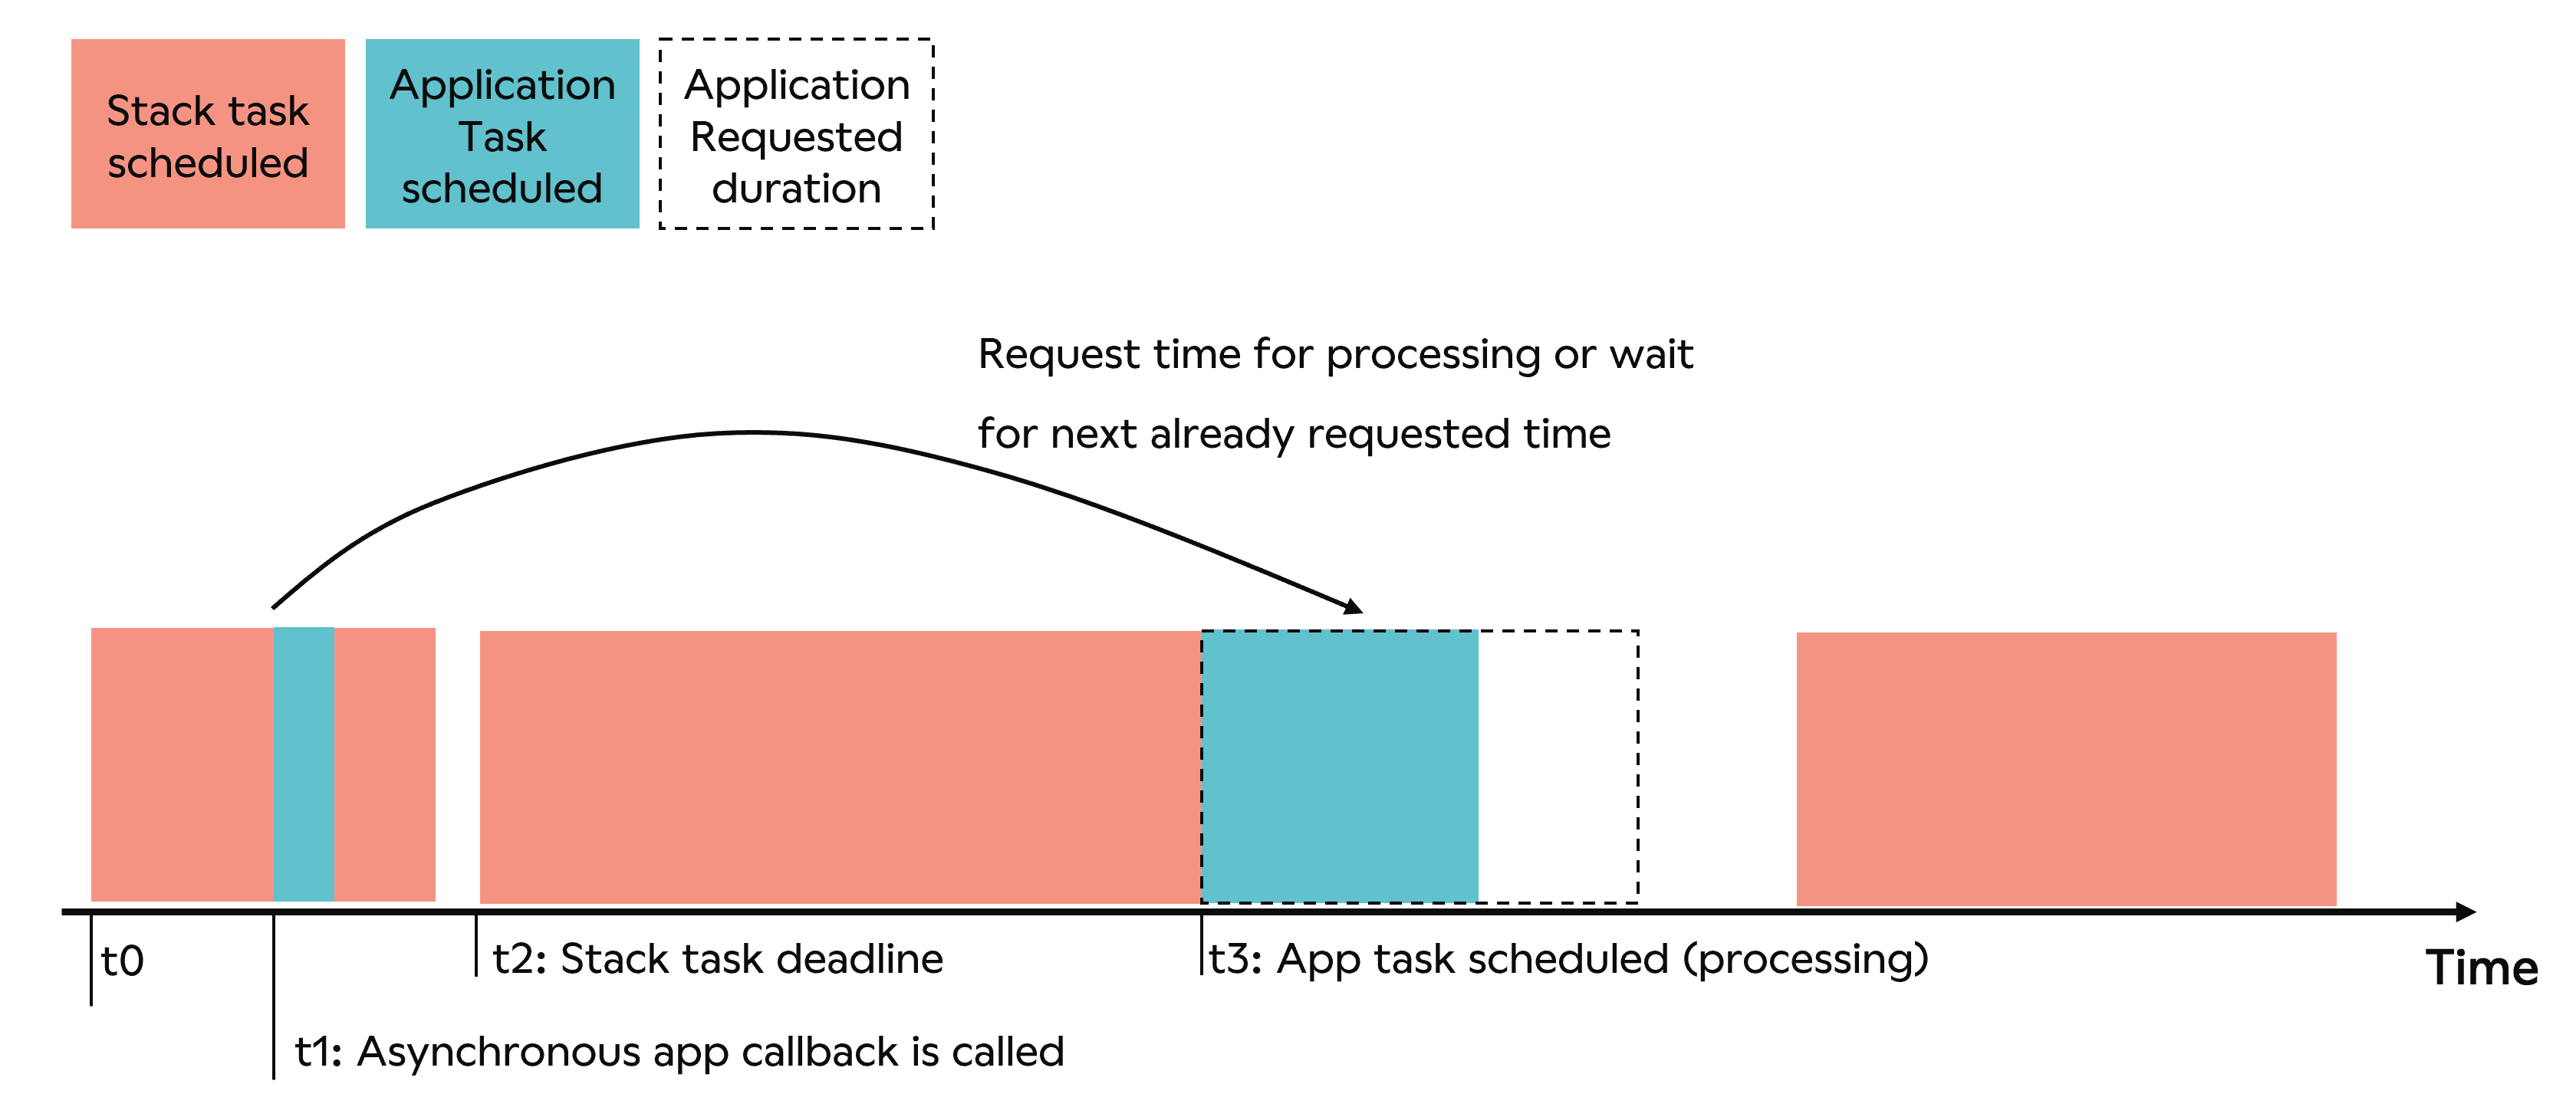 Stack task
scheduled
Application
Task
scheduled
Application
Requested
duration
Request time for processing or wait
for next already requested time
t0
t2: Stack task deadline
t3: App task scheduled (processing)
Time
t1: Asynchronous app callback is called